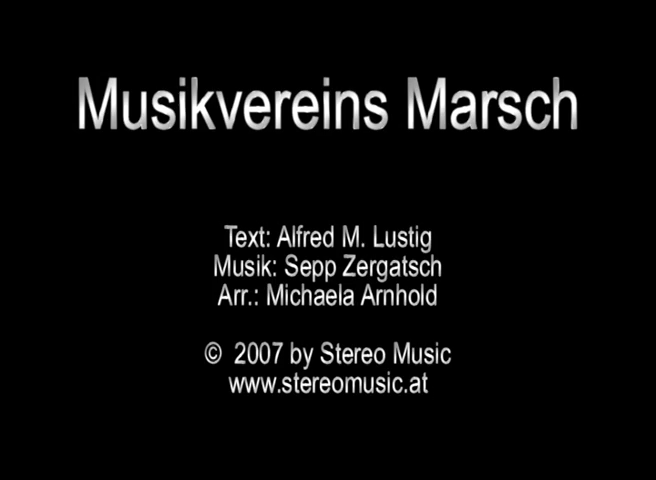 Musikvereins Marsch
Text: Alfred M. Lustig
Musik: Sepp Zergatsch
Arr.: Michaela Arnhold
© 2007 by Stereo Music
www.stereomusic.at